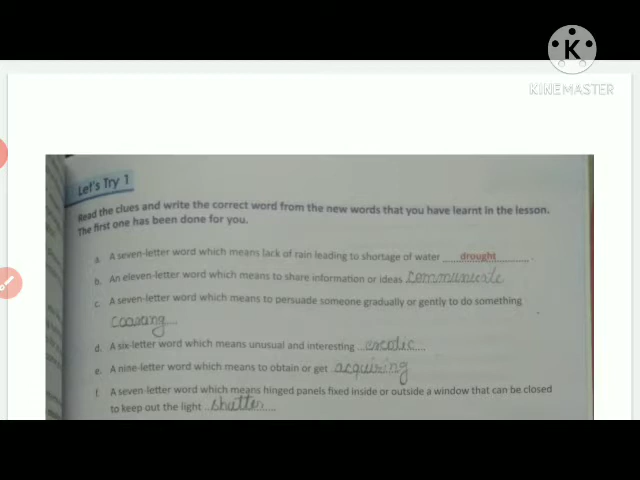 K
KINEMASTER
Let's Try 1
Read the clues and write the correct word from the new words that you have learnt in the lesson.
The first one has been done for you.
a. A seven-letter word which means lack of rain leading to shortage of water drought.
b. An eleven-letter word which means to share information or ideas communicate
c. A seven-letter word which means to persuade someone gradually or gently to do something
coaxing
d. A six-letter word which means unusual and interesting exotic
e. A nine-letter word which means to obtain or get acquiring
f. A seven-letter word which means hinged panels fixed inside or outside a window that can be closed
to keep out the light shutter